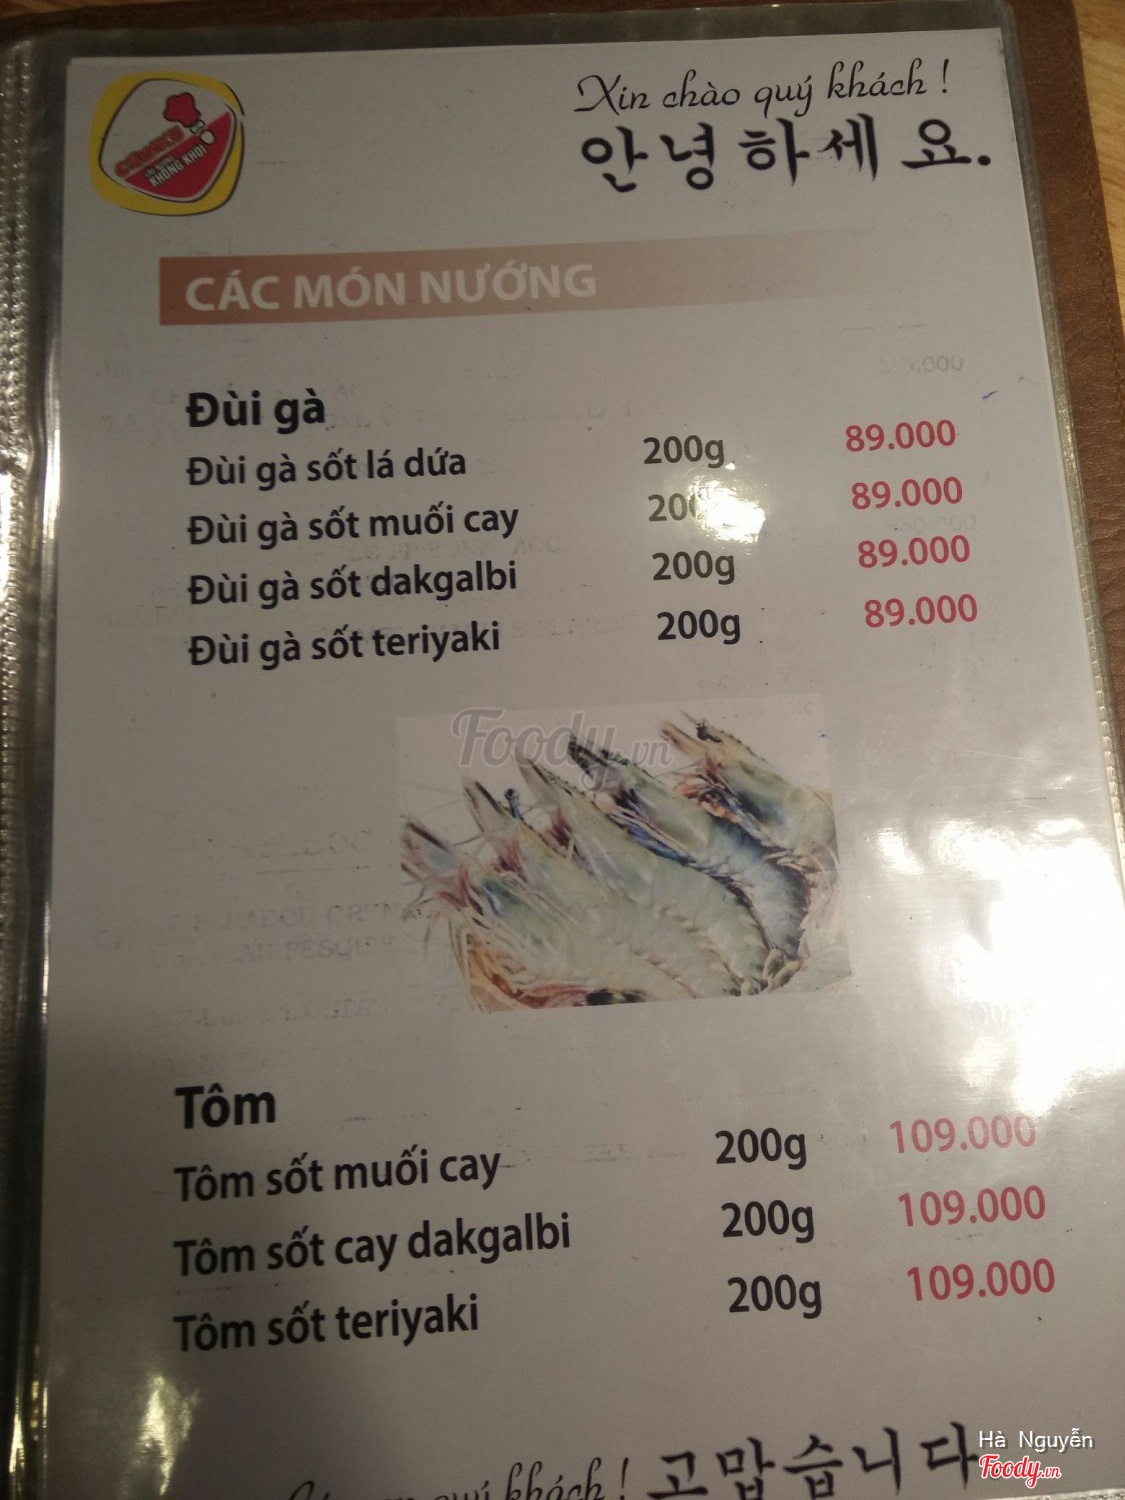 Xin chào quý khách !
안녕하세요.
KHÔNG KHÓI
CÁC MÓN NƯỚNG
Đùi gà
Đùi gà sốt lá dứa 200g 89.000
Đùi gà sốt muối cay 89.000
Đùi gà sốt dakgalbi 200g 89.000
Đùi gà sốt teriyaki 200g 89.000
Foody.vn
Tôm
Tôm sốt muối cay 200g 109.000
Tôm sốt cay dakgalbi 200g 109.000
Tôm sốt teriyaki 200g 109.000
quý khách ! 고맙습니다
Hà Nguyễn
Foody.vn